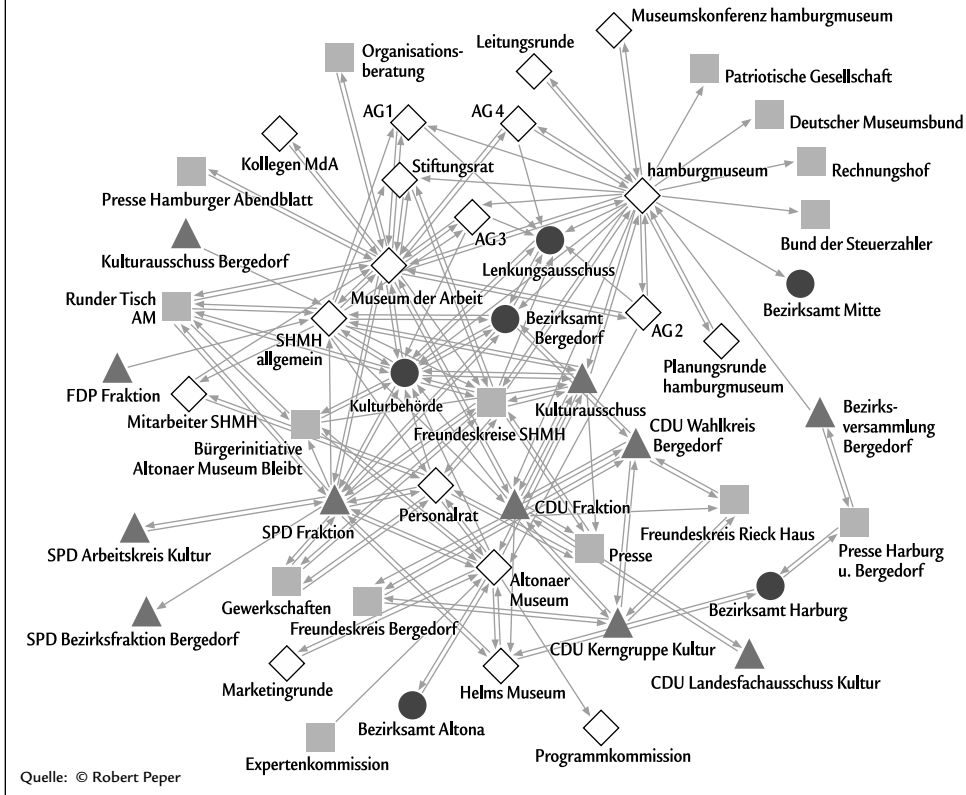 Museumskonferenz hamburgmuseum
Organisations-
beratung
Leitungsrunde
Patriotische Gesellschaft
AG 1
AG 4
Deutscher Museumsbund
Kollegen MdA
Stiftungsrat
hamburgmuseum
Rechnungshof
Presse Hamburger Abendblatt
AG 3
Bund der Steuerzahler
Kulturausschuss Bergedorf
Lenkungsausschuss
Runder Tisch
AM
Museum der Arbeit
Bezirksamt Mitte
SHMH
allgemein
Bezirksamt
Bergedorf
AG 2
Planungsrunde
hamburgmuseum
FDP Fraktion
Kulturbehörde
Kulturausschuss
Mitarbeiter SHMH
Freundeskreise SHMH
CDU Wahlkreis
Bergedorf
Bezirks-
versammlung
Bergedorf
Bürgerinitiative
Altonaer Museum Bleibt
SPD Fraktion
Personalrat
CDU Fraktion
Freundeskreis Rieck Haus
SPD Arbeitskreis Kultur
Presse
Presse Harburg
u. Bergedorf
Gewerkschaften
Altonaer
Museum
Bezirksamt Harburg
Freundeskreis Bergedorf
SPD Bezirksfraktion Bergedorf
CDU Kerngruppe Kultur
Marketingrunde
Helms Museum
CDU Landesfachausschuss Kultur
Bezirksamt Altona
Programmkommission
Expertenkommission
Quelle: © Robert Peper